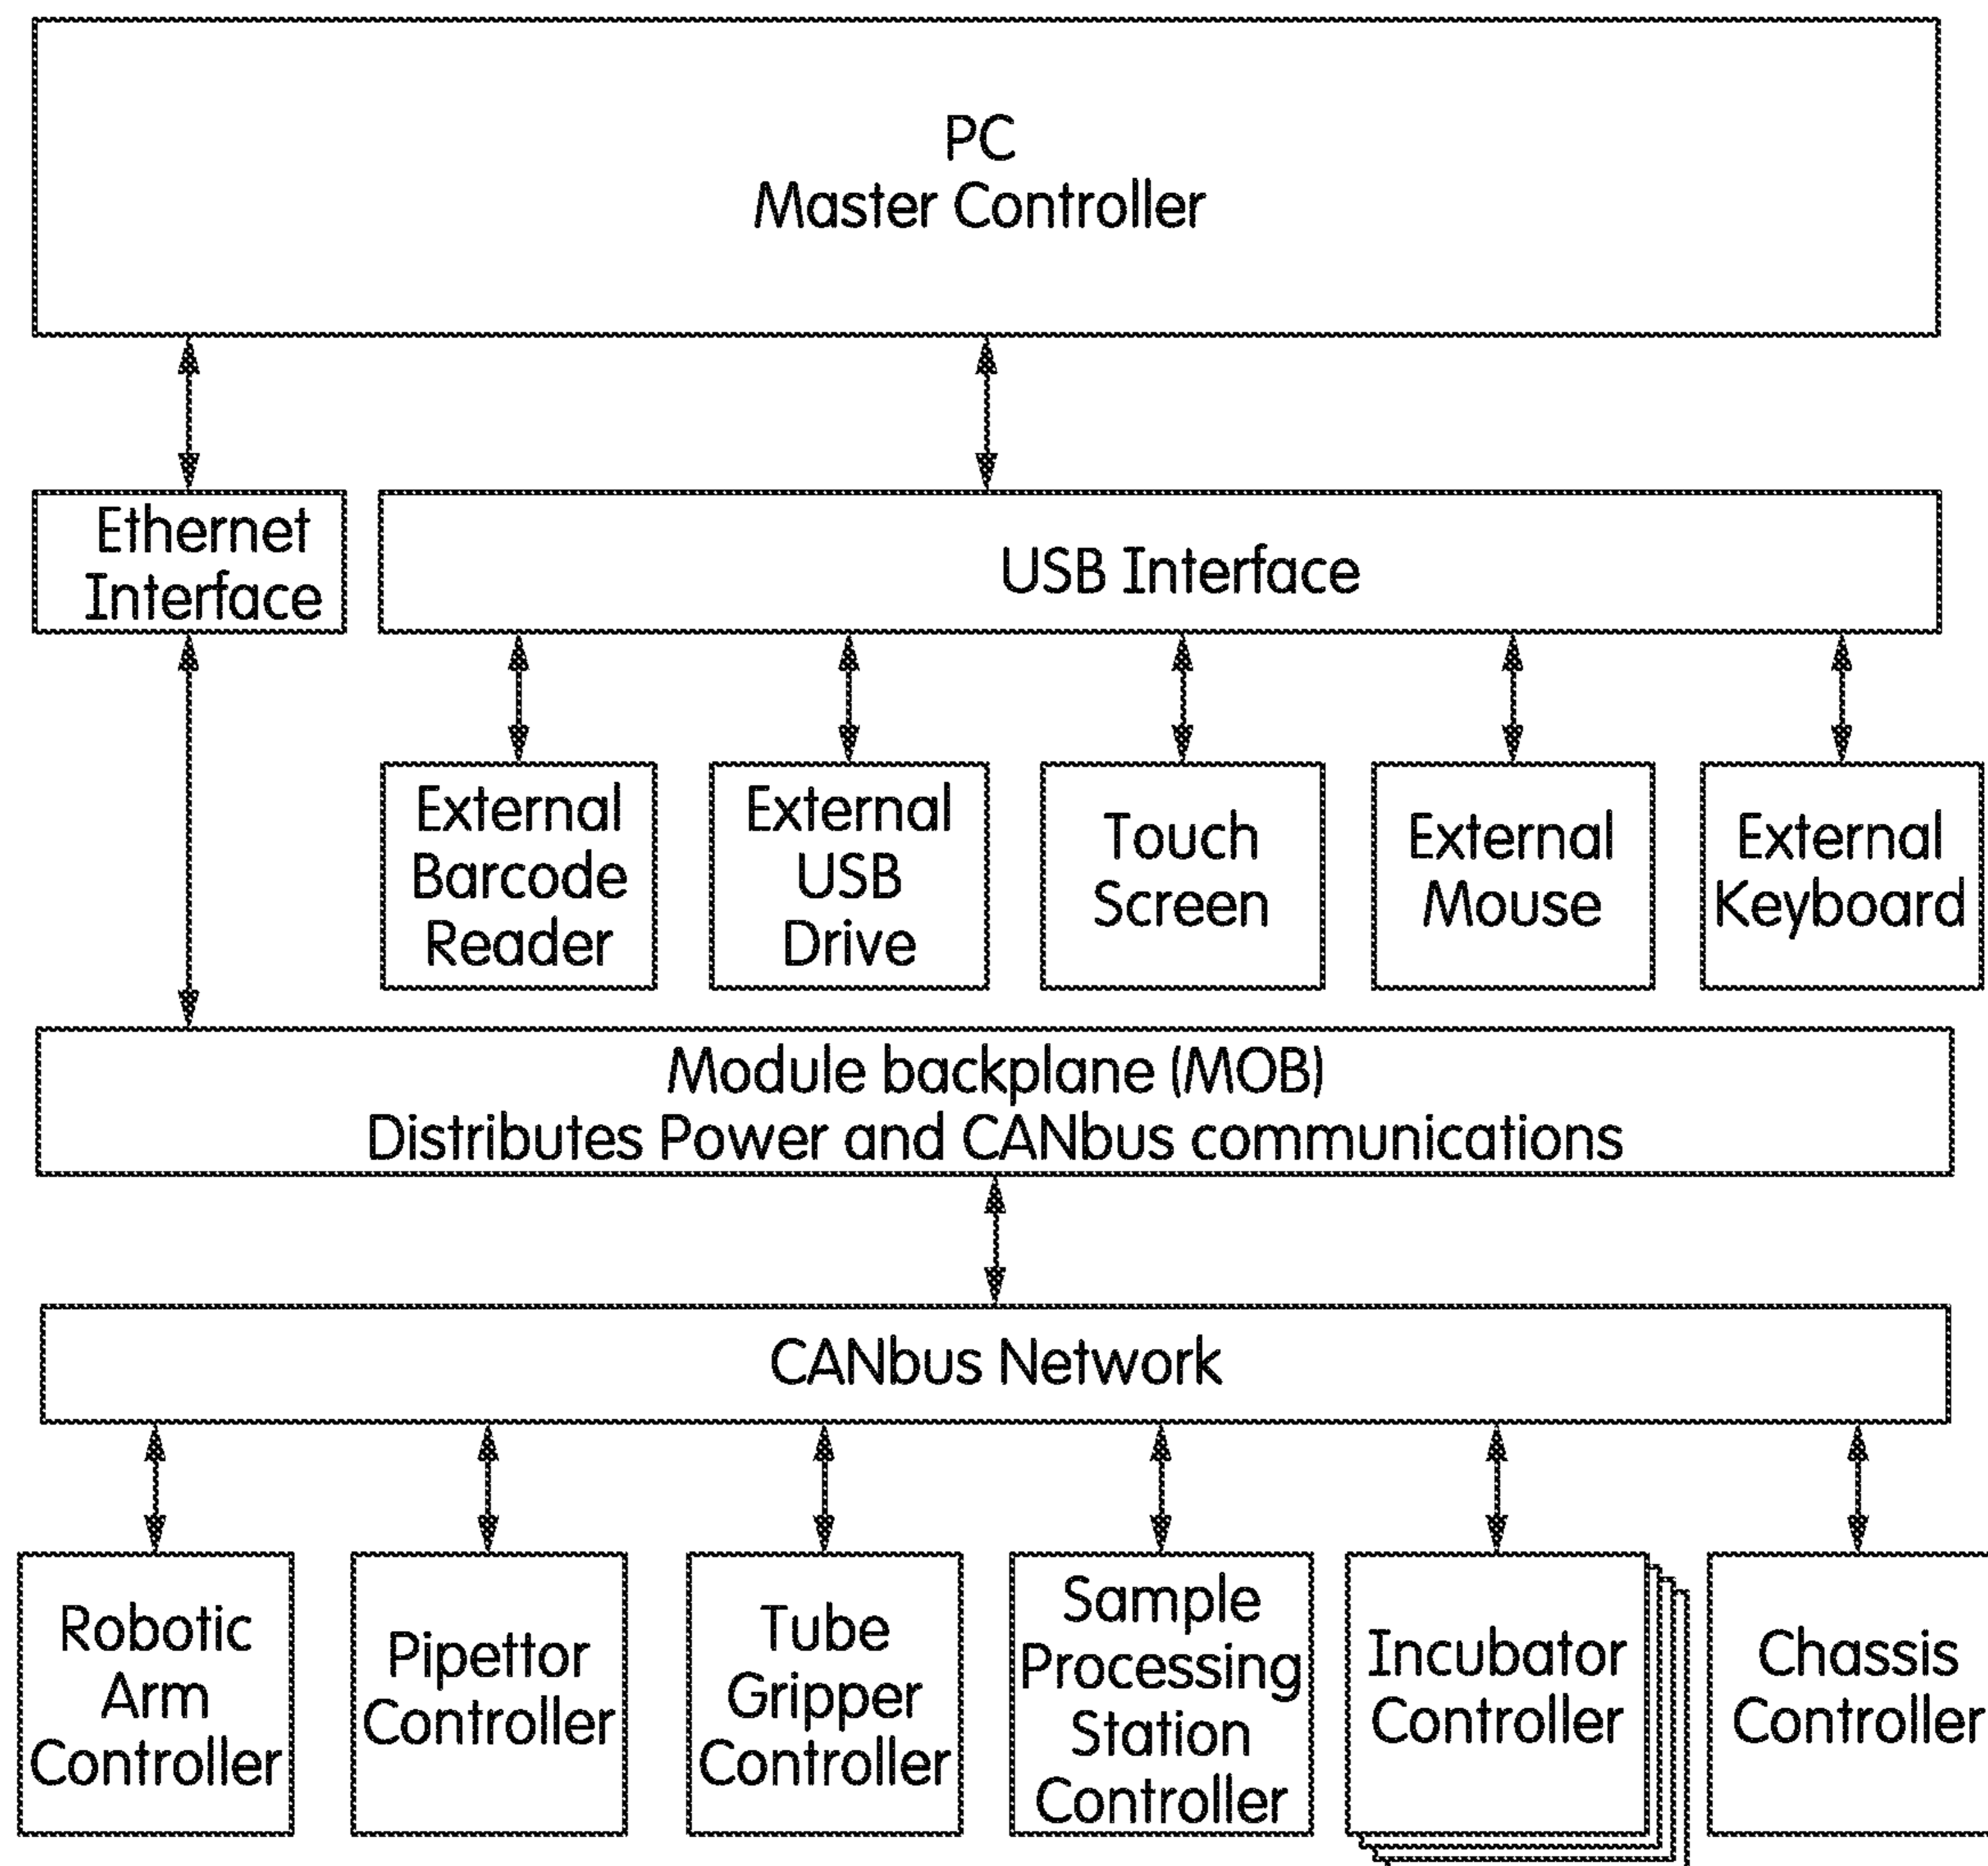 PC
Master Controller
Ethernet
Interface
USB Interface
External
Barcode
Reader
External
USB
Drive
Touch
Screen
External
Mouse
External
Keyboard
Module backplane (MOB)
Distributes Power and CANbus communications
CANbus Network
Robotic
Arm
Controller
Pipettor
Controller
Tube
Gripper
Controller
Sample
Processing
Station
Controller
Incubator
Controller
Chassis
Controller